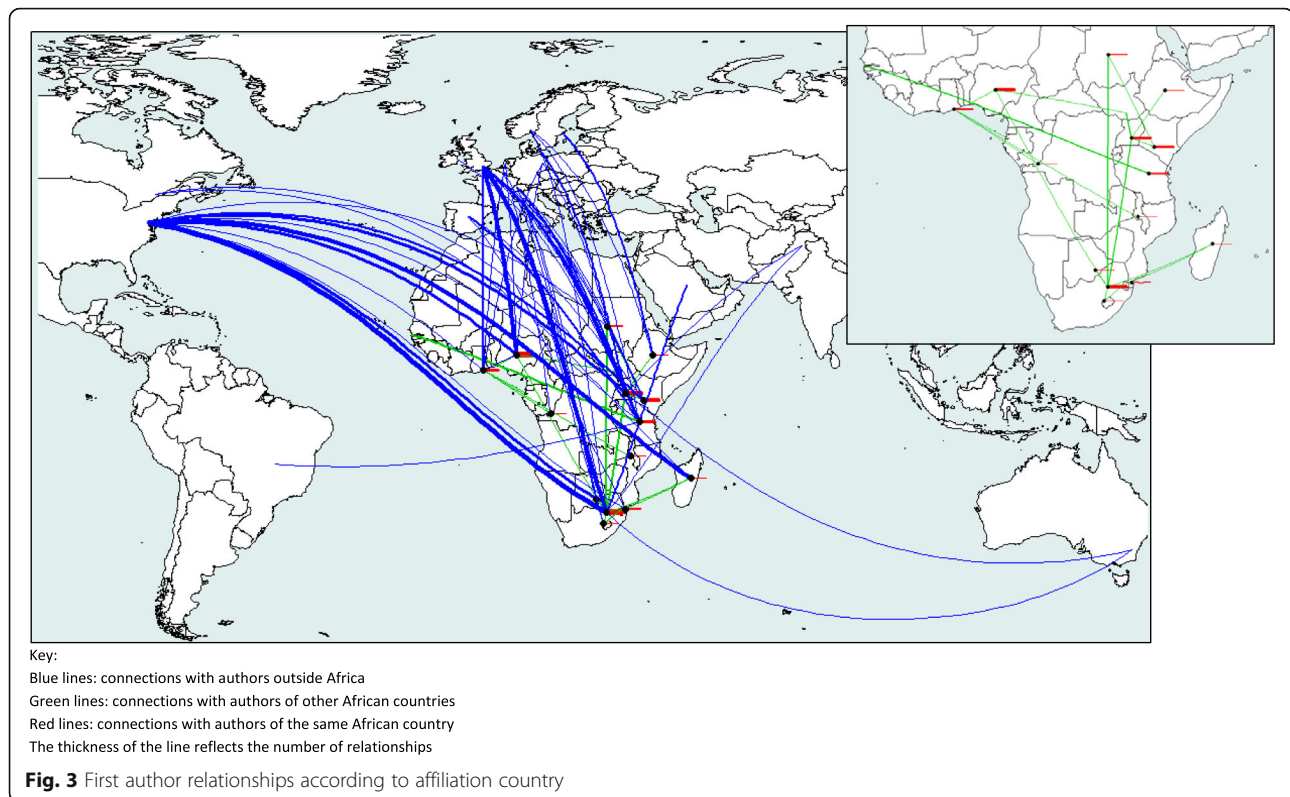 Key:
Blue lines: connections with authors outside Africa
Green lines: connections with authors of other African countries
Red lines: connections with authors of the same African country
The thickness of the line reflects the number of relationships
Fig. 3 First author relationships according to affiliation country